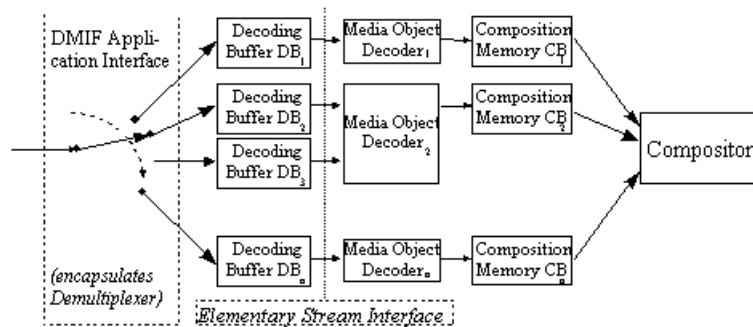 DMIF Appli-
cation Interface
(encapsulates
Demultiplexer)
Decoding
Buffer DB1
Decoding
Buffer DB2
Decoding
Buffer DB3
Decoding
Buffer DBn
Elementary Stream Interface
Media Object
Decoder1
Media Object
Decoder2
Media Object
Decodern
Composition
Memory CB1
Composition
Memory CB2
Composition
Memory CBn
Compositor